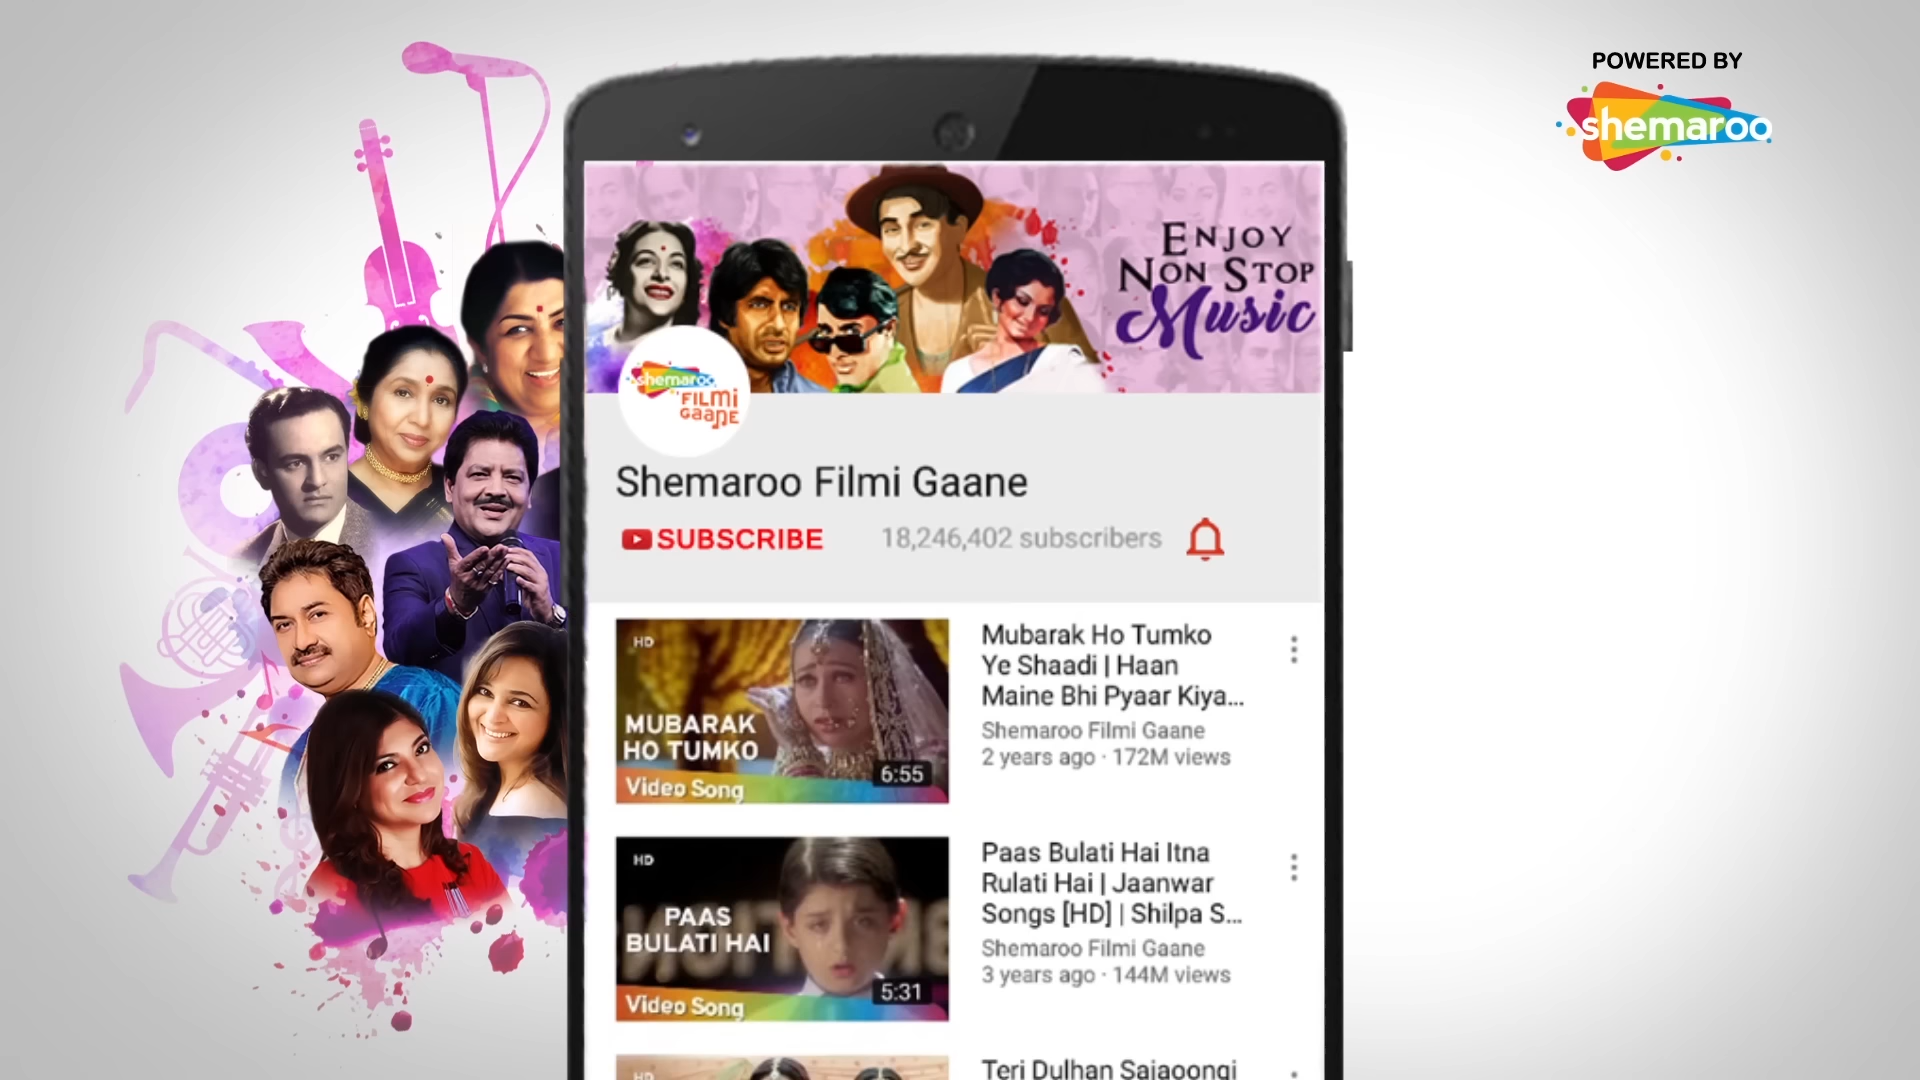 POWERED BY
shemaroo
ENJOY
NON STOP
Music
shemaroo
FILMI
GAANE
Shemaroo Filmi Gaane
SUBSCRIBE 18,246,402 subscribers
HD
MUBARAK
HO TUMKO
6:55
Video Song
Mubarak Ho Tumko
Ye Shaadi | Haan
Maine Bhi Pyaar Kiya...
Shemaroo Filmi Gaane
2 years ago · 172M views
HD
PAAS
BULATI HAI
5:31
Video Song
Paas Bulati Hai Itna
Rulati Hai | Jaanwar
Songs [HD] | Shilpa S...
Shemaroo Filmi Gaane
3 years ago · 144M views
HD
Teri Dulhan Sajaoongi